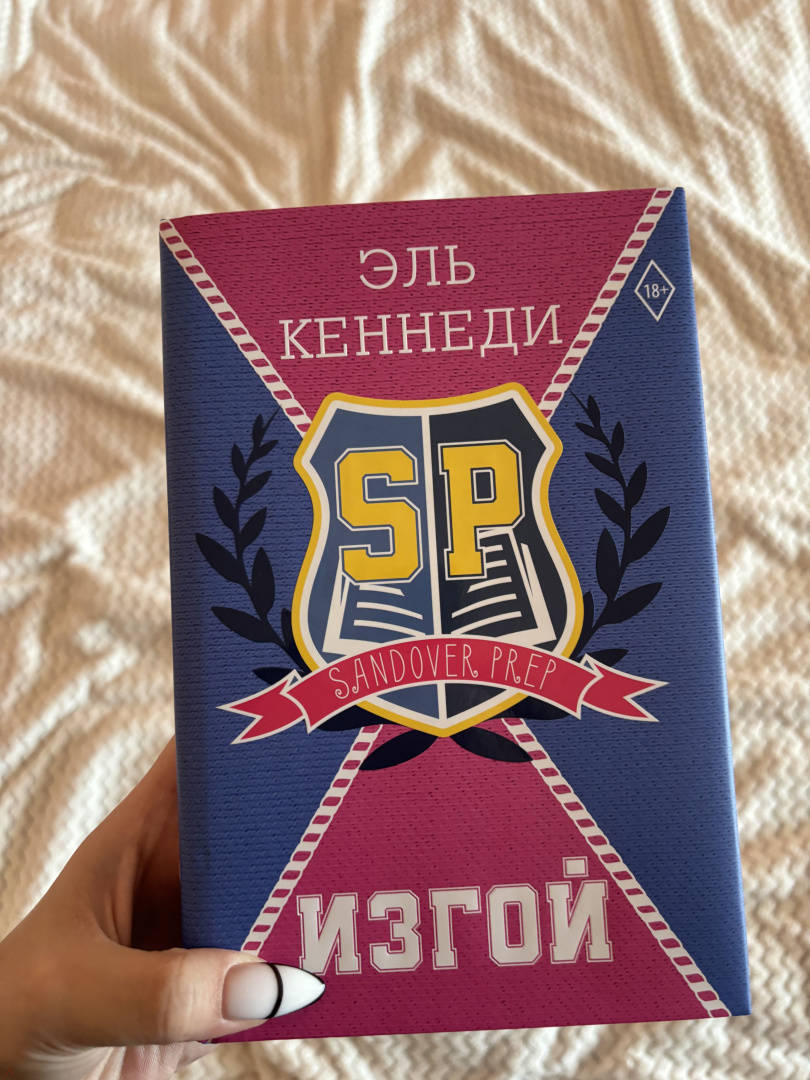 ЭЛЬ
КЕННЕДИ
18+
SP
SANDOVER PREP
ИЗГОЙ